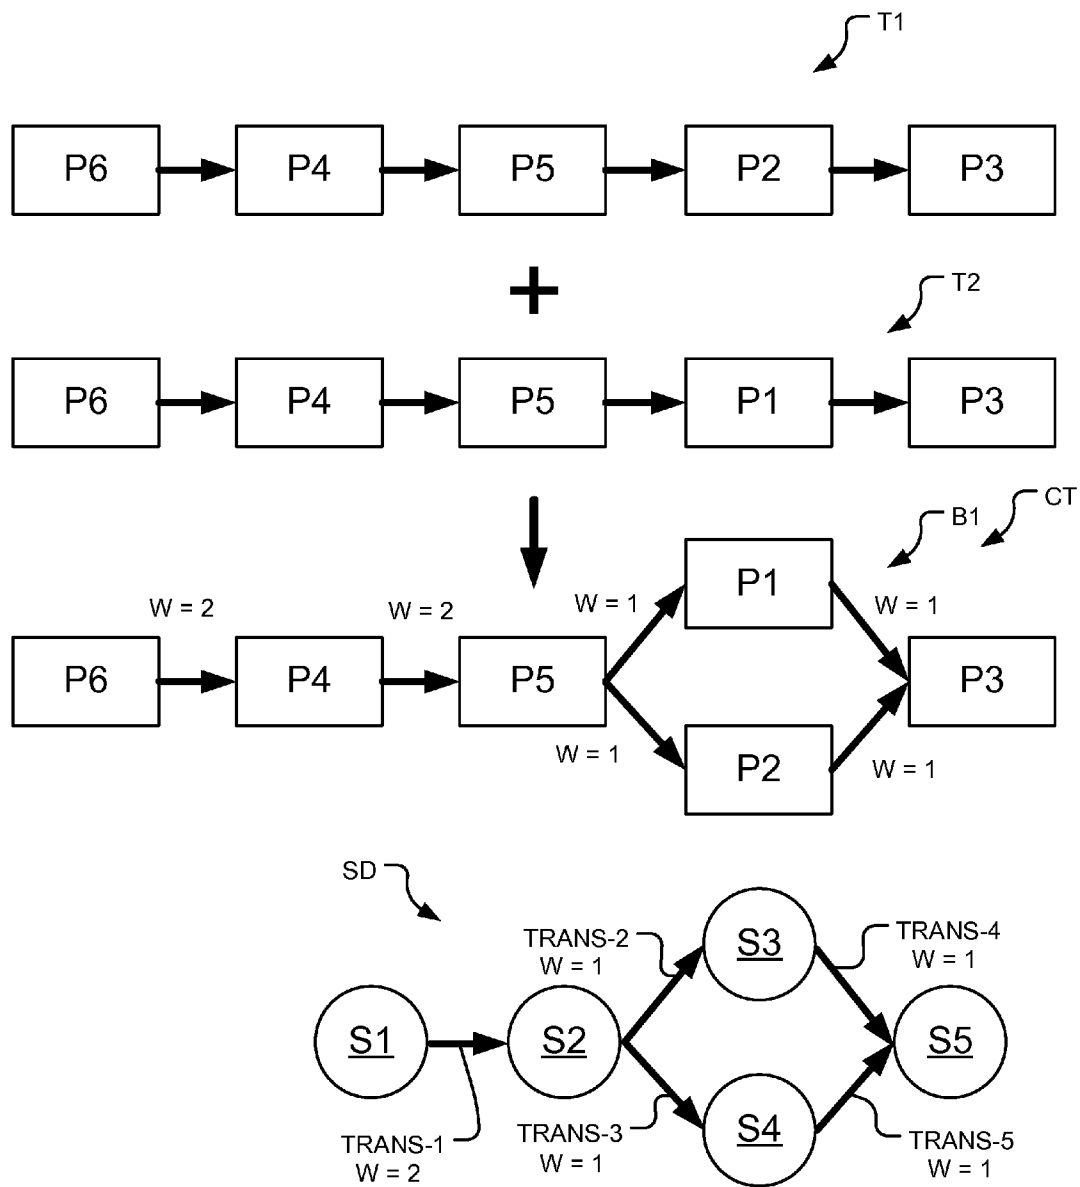 T1
P6 P4 P5 P2 P3
+
T2
P6 P4 P5 P1 P3
CT
B1
P1
W = 2 W = 2 W = 1 W = 1
P6 P4 P5 P3
W = 1 P2 W = 1
SD
S3
TRANS-2 TRANS-4
W = 1 W = 1
S1 S2 S5
S4
TRANS-1 TRANS-3 TRANS-5
W = 2 W = 1 W = 1